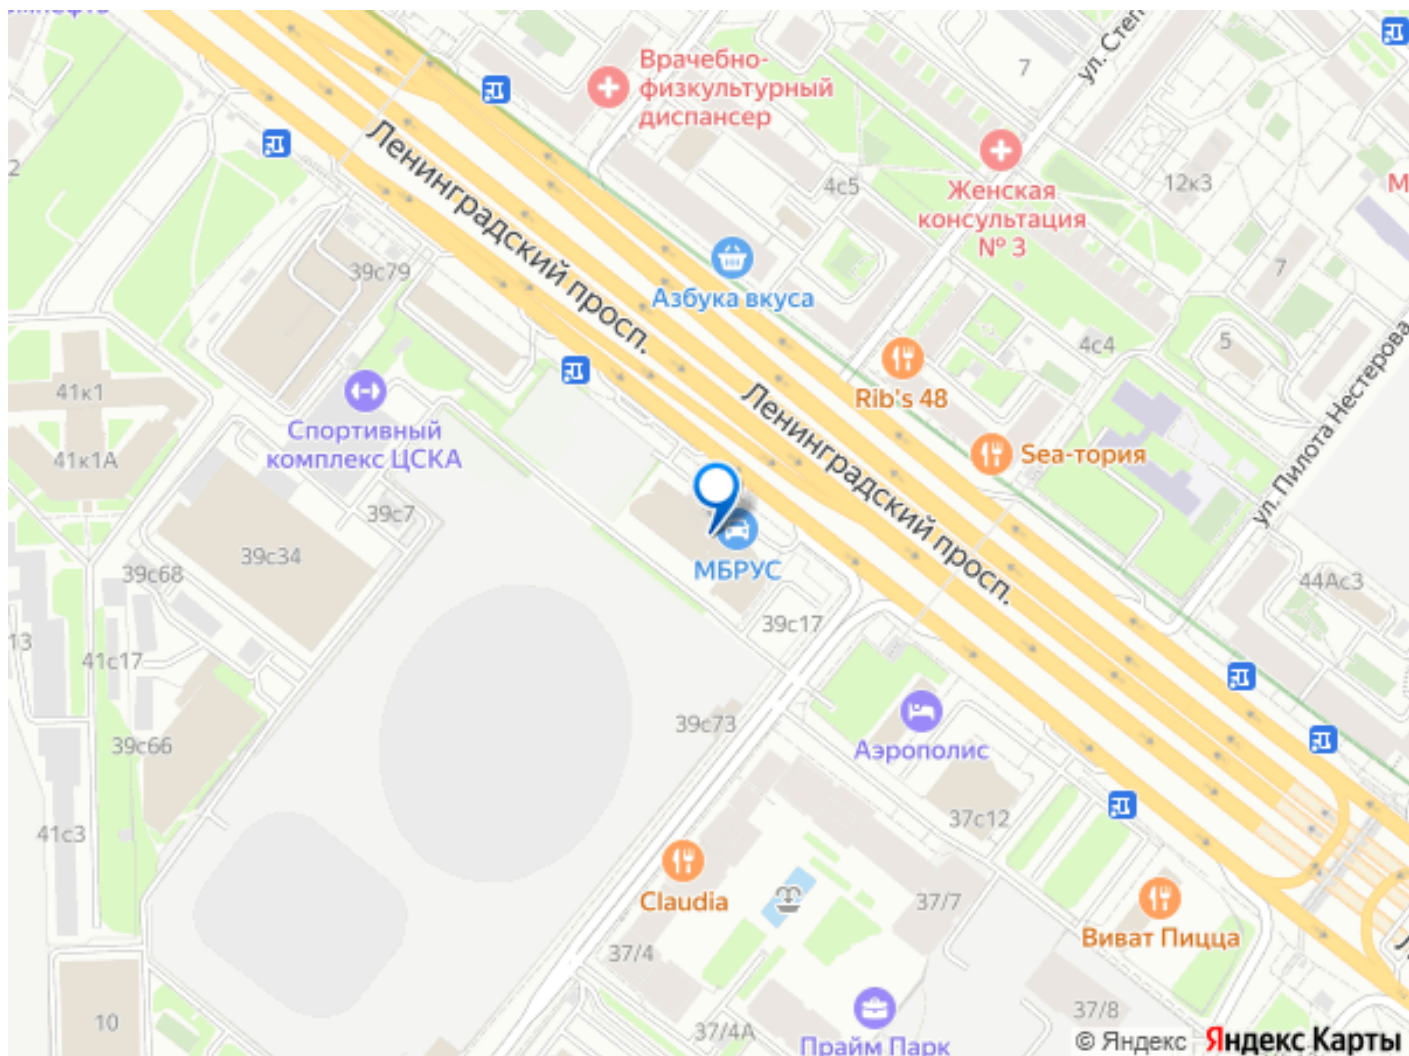 Врачебно-
физкультурный
диспансер
7
ул. Степ
Ленинградский просп.
4с5
Женская
консультация
№ 3
12к3
М
2
39с79
Азбука вкуса
7
4с4
5
41к1
Rib's 48
Спортивный
комплекс ЦСКА
Ленинградский просп.
Sea-тория
ул. Пилота Нестерова
41к1А
39с7
39с34
39с68
МБРУС
44Ас3
39с17
13
41с17
39с73
39с66
Аэрополис
37с12
41с3
Claudia
37/7
Виват Пицца
37/4
10
37/4А
Прайм Парк
37/8
© Яндекс Яндекс Карты